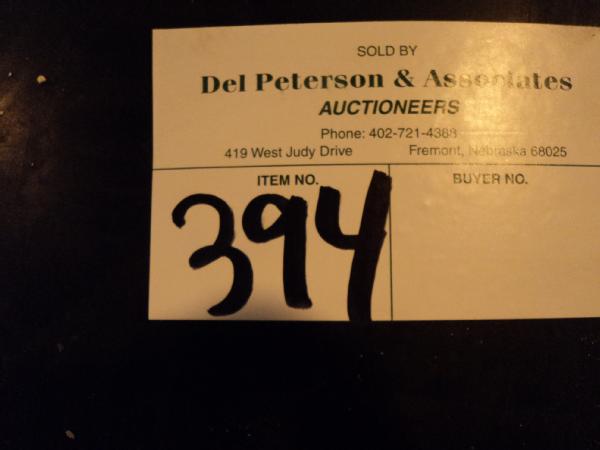 SOLD BY
Del Peterson & Associates
AUCTIONEERS
Phone: 402-721-4388
419 West Judy Drive Fremont, Nebraska 68025
ITEM NO. BUYER NO.
394